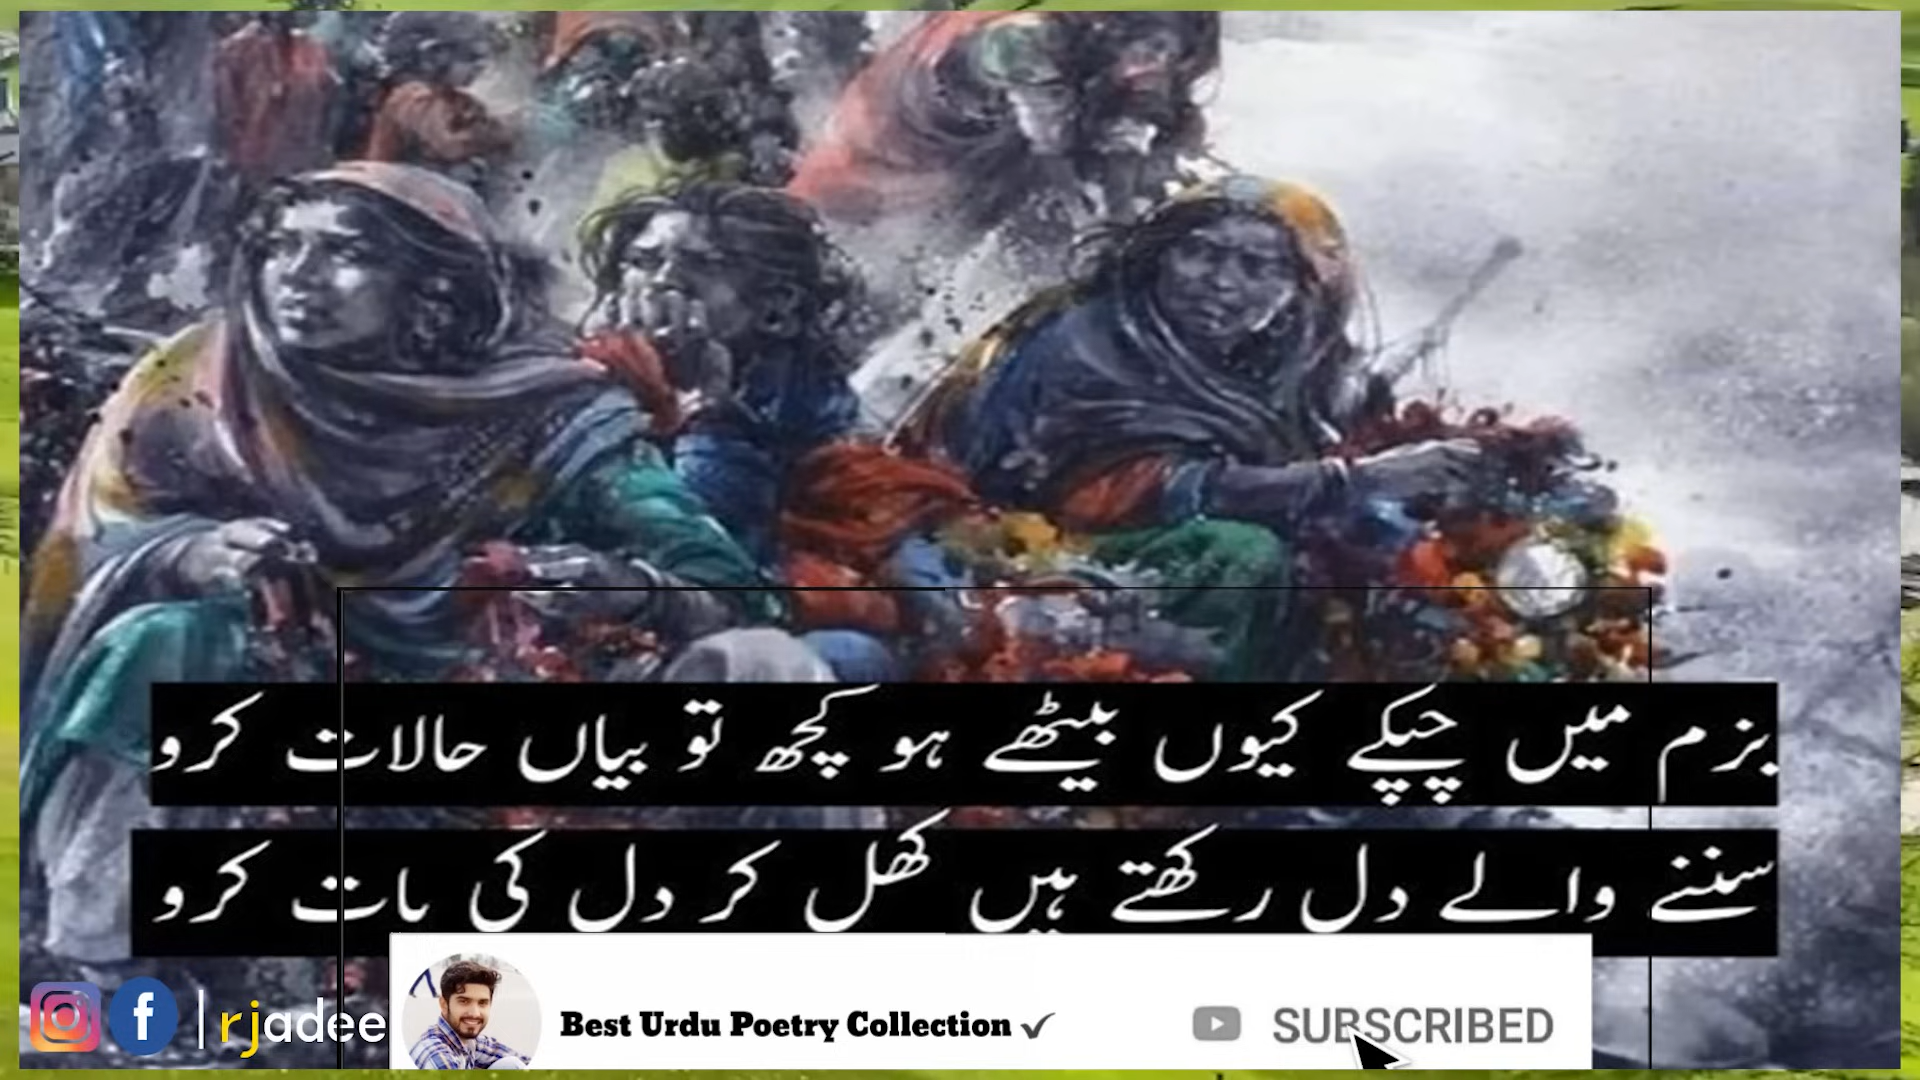 بزم میں چپکے کیوں بیٹھے ہو کچھ تو بیاں حالات کرو
سننے والے دل رکھتے ہیں کھل کر دل کی بات کرو
rjadee
Best Urdu Poetry Collection ✓
SUBSCRIBED